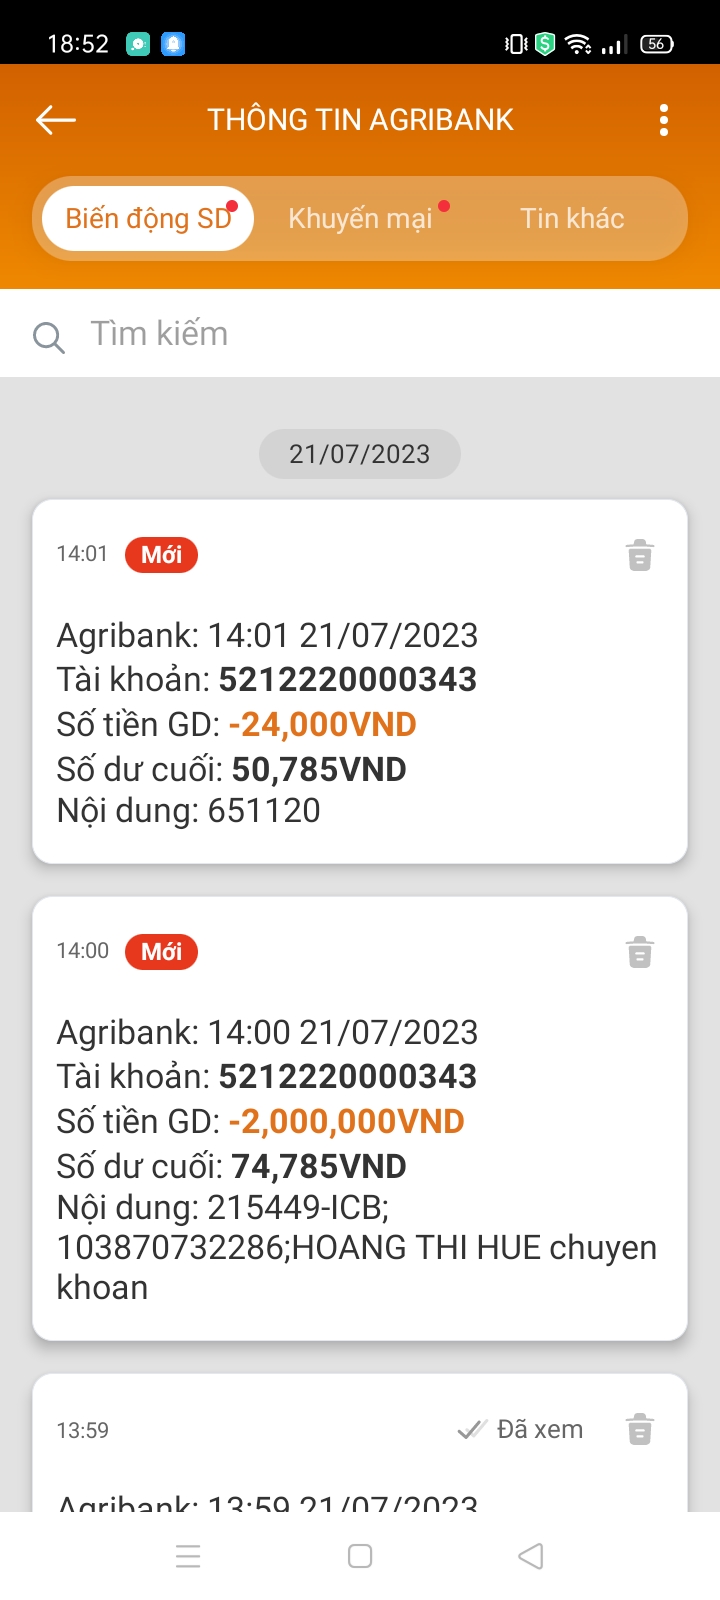 18:52
56
THÔNG TIN AGRIBANK
Biến động SD
Khuyến mại
Tin khác
Tìm kiếm
21/07/2023
14:01 Mới
Agribank: 14:01 21/07/2023
Tài khoản: 5212220000343
Số tiền GD: -24,000VND
Số dư cuối: 50,785VND
Nội dung: 651120
14:00 Mới
Agribank: 14:00 21/07/2023
Tài khoản: 5212220000343
Số tiền GD: -2,000,000VND
Số dư cuối: 74,785VND
Nội dung: 215449-ICB;
103870732286;HOANG THI HUE chuyen
khoan
13:59 Đã xem
Agribank: 13:59 21/07/2023